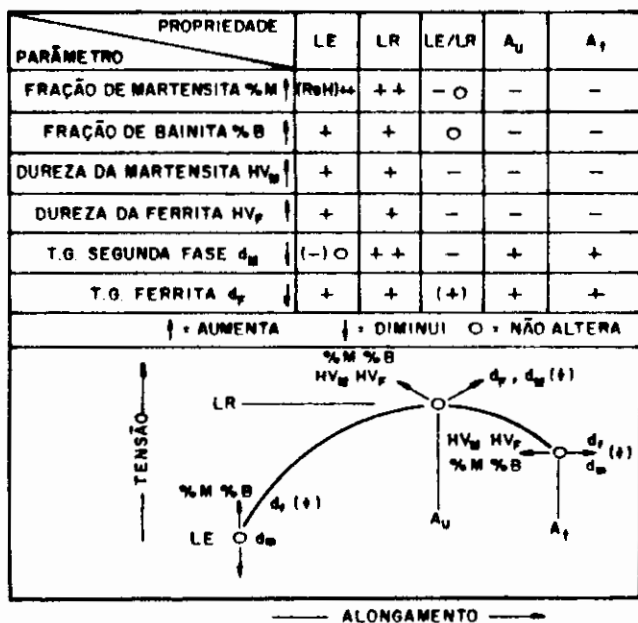 PROPRIEDADE LE LR LE/LR Au At
PARÂMETRO
FRAÇÃO DE MARTENSITA %M ↑ (ReH)++ ++ -O - -
FRAÇÃO DE BAINITA %B ↑ + + O - -
DUREZA DA MARTENSITA HVM ↑ + + - - -
DUREZA DA FERRITA HVF ↑ + + - - -
T.G. SEGUNDA FASE dM ↓ (-)O ++ - + +
T.G. FERRITA dF ↓ + + (+) + +
↑ = AUMENTA ↓ = DIMINUI O = NÃO ALTERA
%M %B
HVM HVF dF, dM(↓)
LR
TENSÃO
HVM HVF dF (↓)
%M %B dm
%M %B dF (↓)
LE dm
Au At
ALONGAMENTO